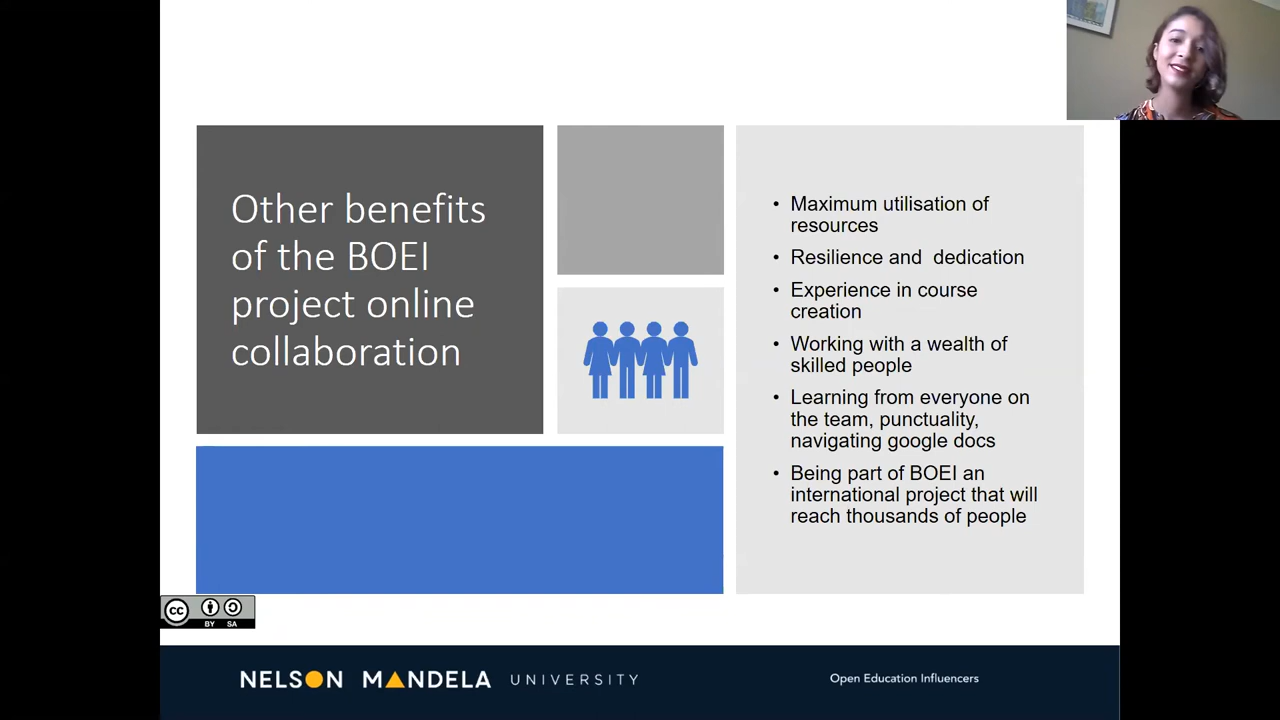 Other benefits
of the BOEI
project online
collaboration
• Maximum utilisation of
resources
• Resilience and  dedication
• Experience in course
creation
• Working with a wealth of
skilled people
• Learning from everyone on
the team, punctuality,
navigating google docs
• Being part of BOEI an
international project that will
reach thousands of people
cc
BY SA
NELSON MANDELA UNIVERSITY
Open Education Influencers